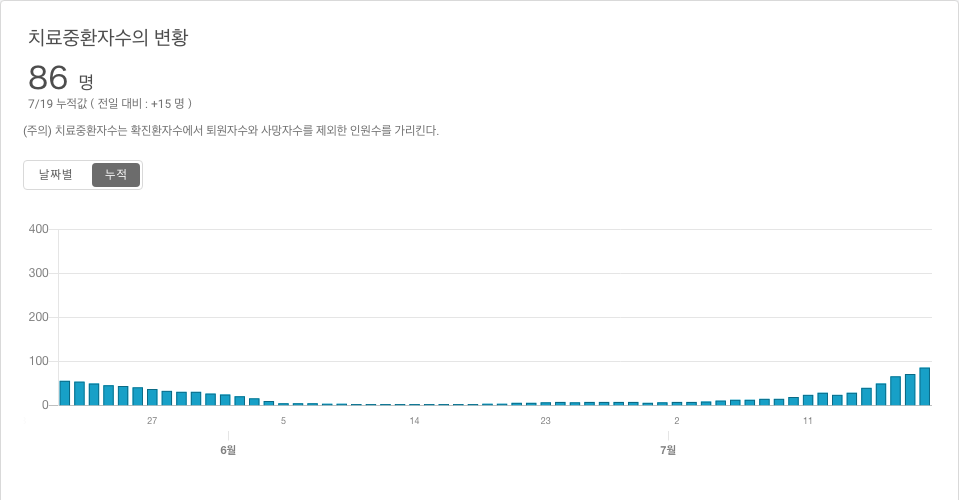 치료중환자수의 변황
86 명
7/19 누적값 ( 전일 대비 : +15 명 )
(주의) 치료중환자수는 확진환자수에서 퇴원자수와 사망자수를 제외한 인원수를 가리킨다.
날짜별 누적
400
300
200
100
0
27 5 14 23 2 11
6월 7월